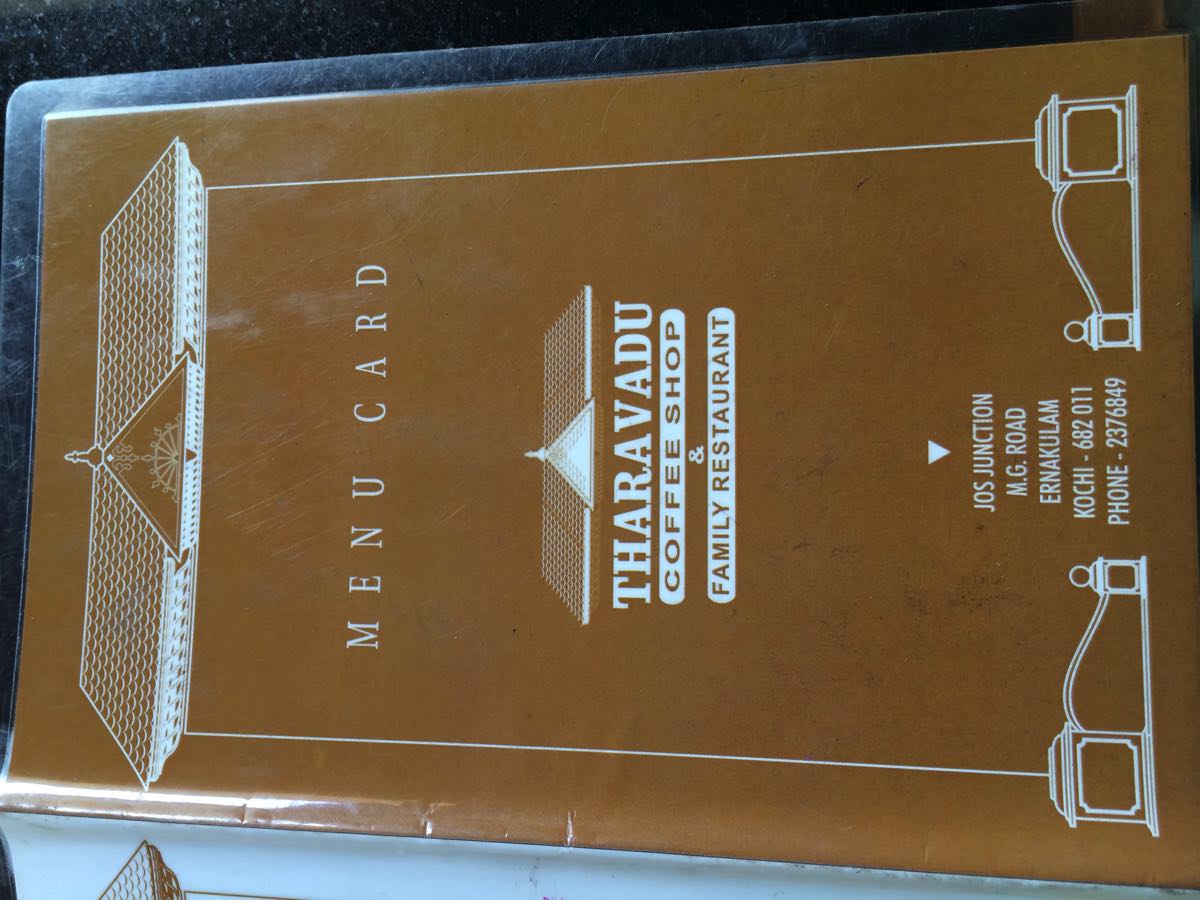 MENU CARD
THARAVADU
COFFEE SHOP
&
FAMILY RESTAURANT
JOS JUNCTION
M.G. ROAD
ERNAKULAM
KOCHI - 682 011
PHONE - 2376849